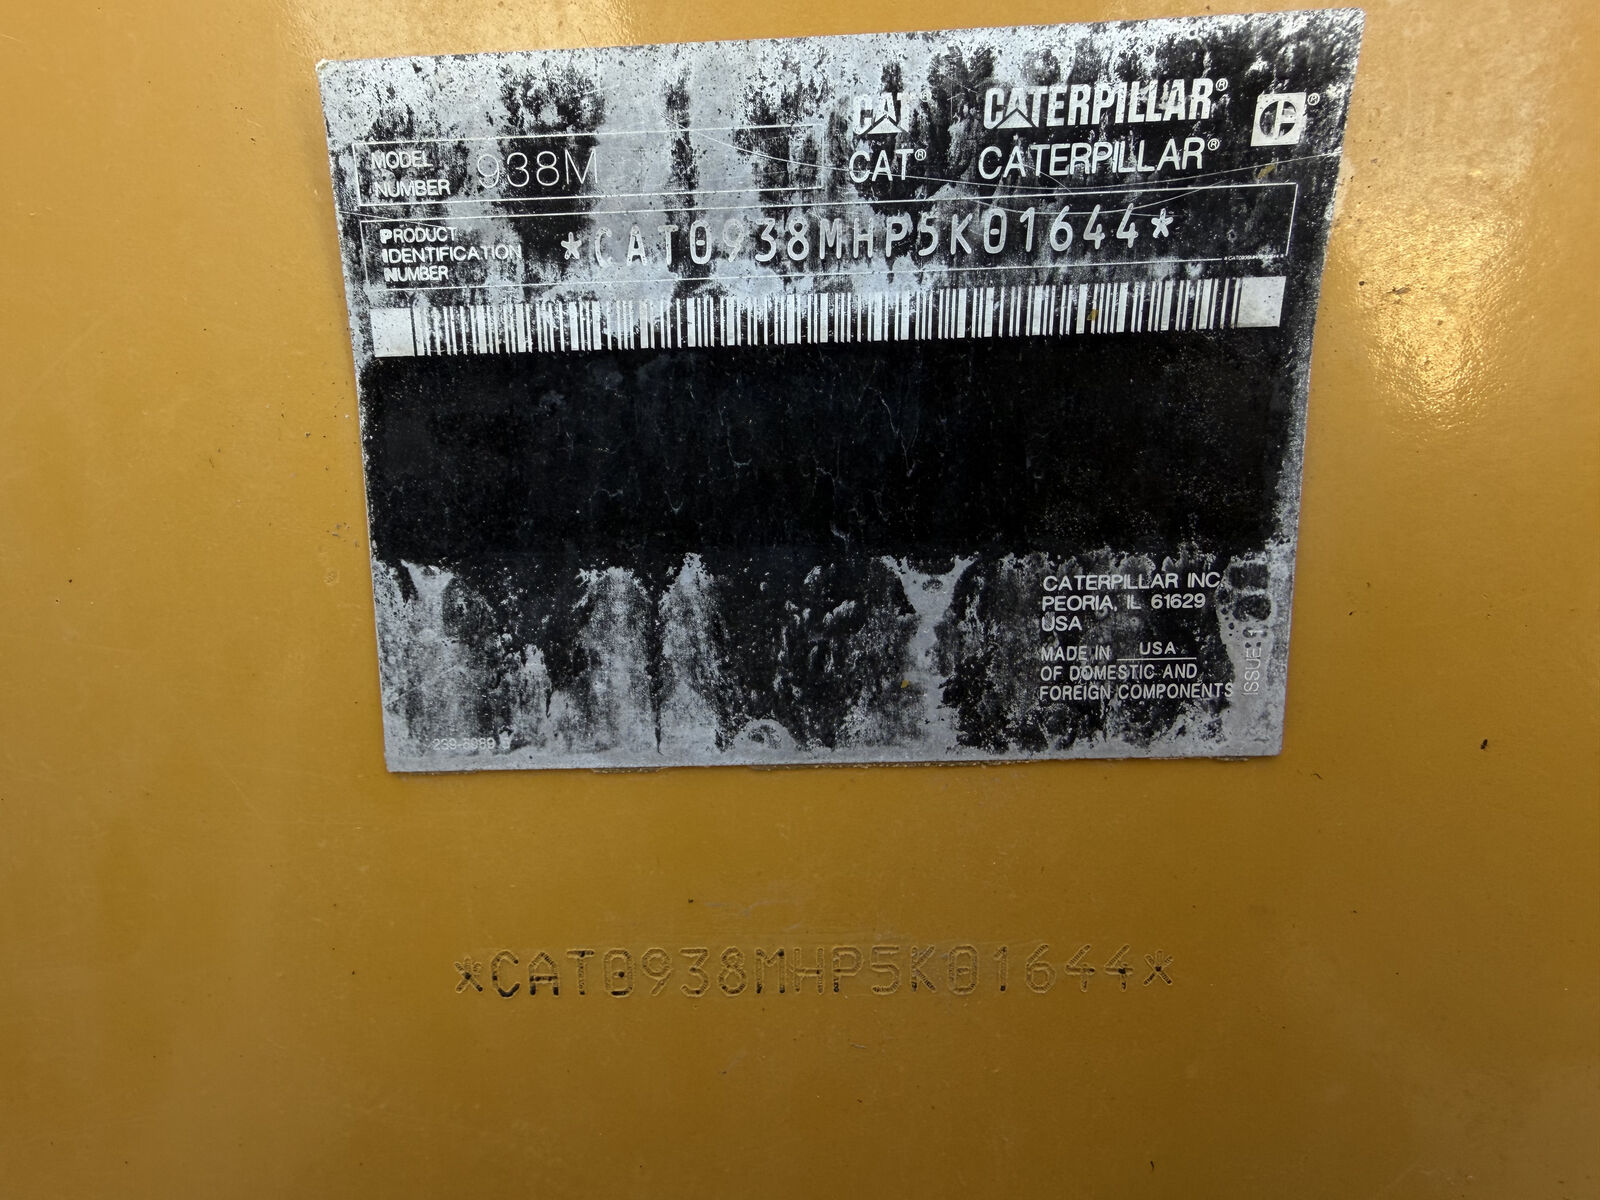 CAT® CATERPILLAR® ®
MODEL NUMBER 938M
CAT® CATERPILLAR®
PRODUCT IDENTIFICATION NUMBER
*CAT0938MHP5K01644*
CATERPILLAR INC.
PEORIA, IL 61629
USA
MADE IN USA
OF DOMESTIC AND
FOREIGN COMPONENTS
ISSUE
*CAT0938MHP5K01644*